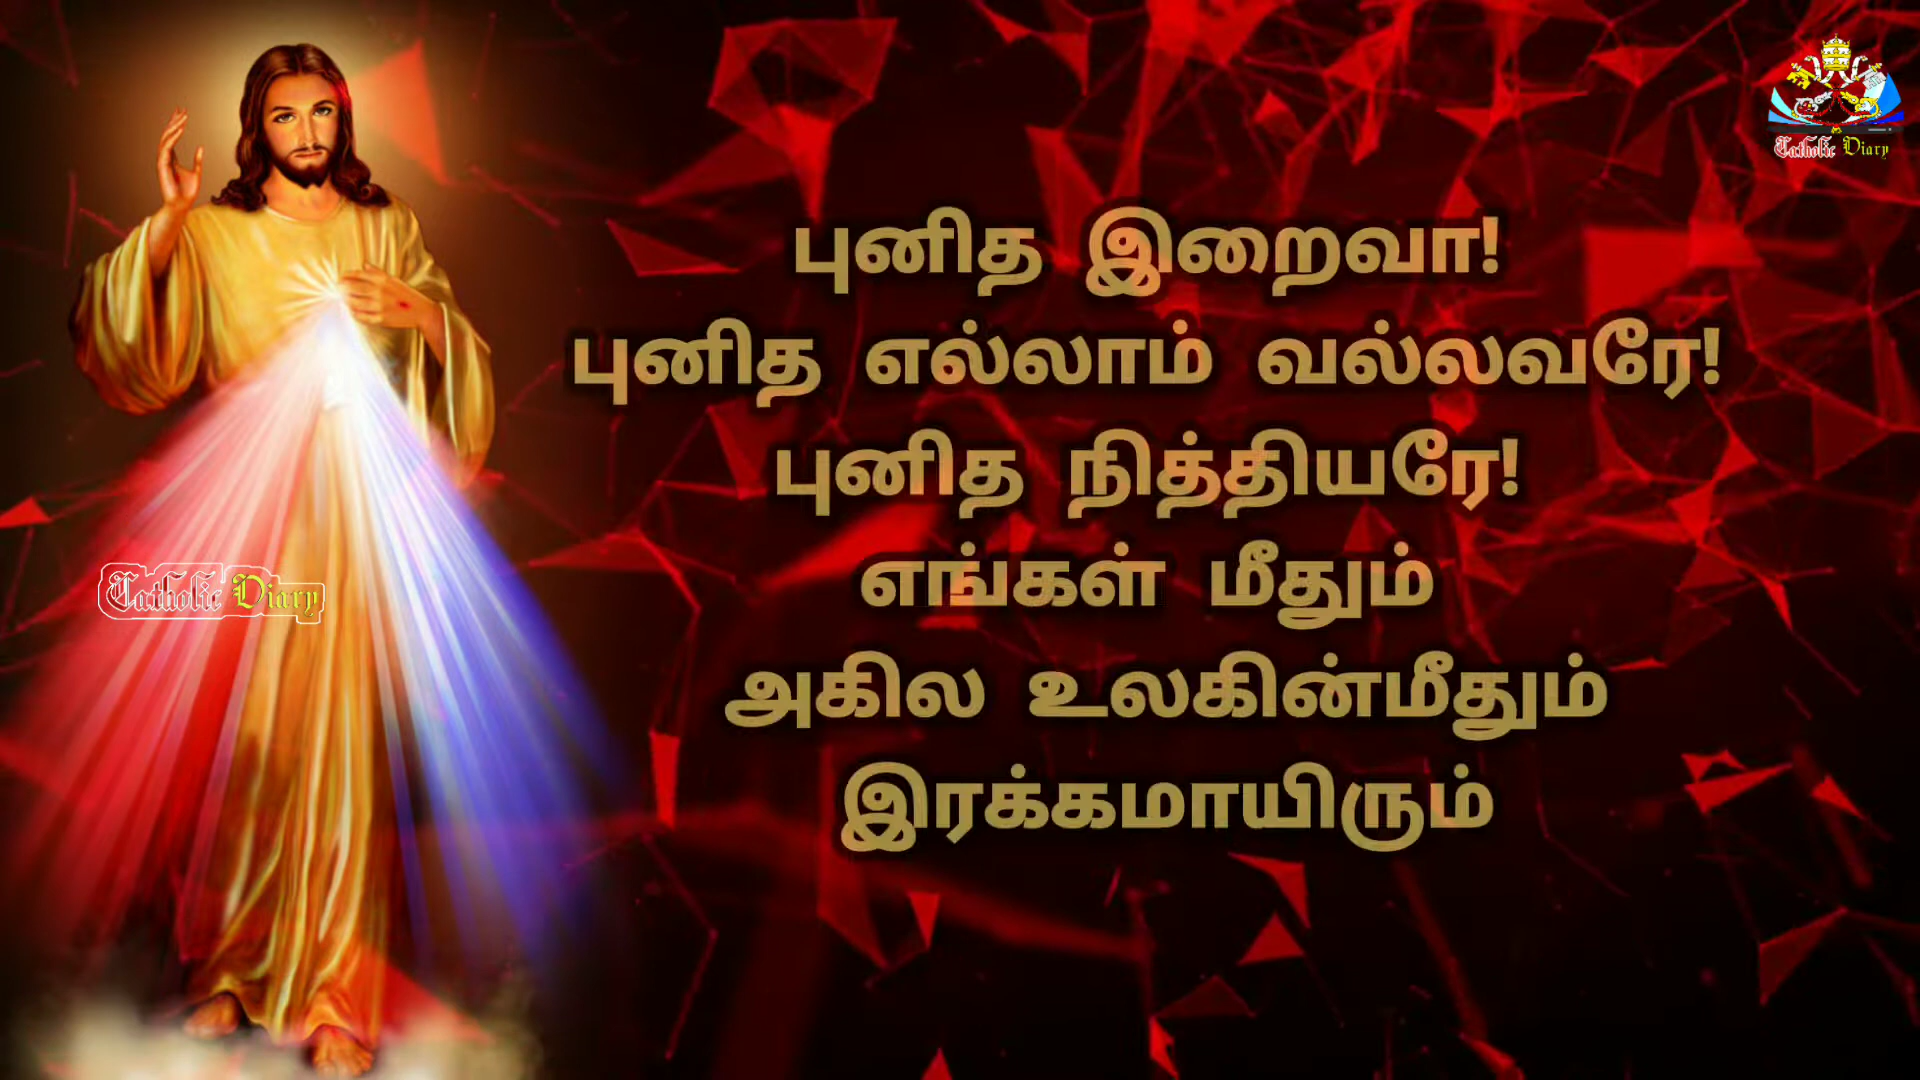 Catholic Diary
புனித இறைவா!
புனித எல்லாம் வல்லவரே!
புனித நித்தியரே!
எங்கள் மீதும்
அகில உலகின்மீதும்
இரக்கமாயிரும்
Catholic Diary